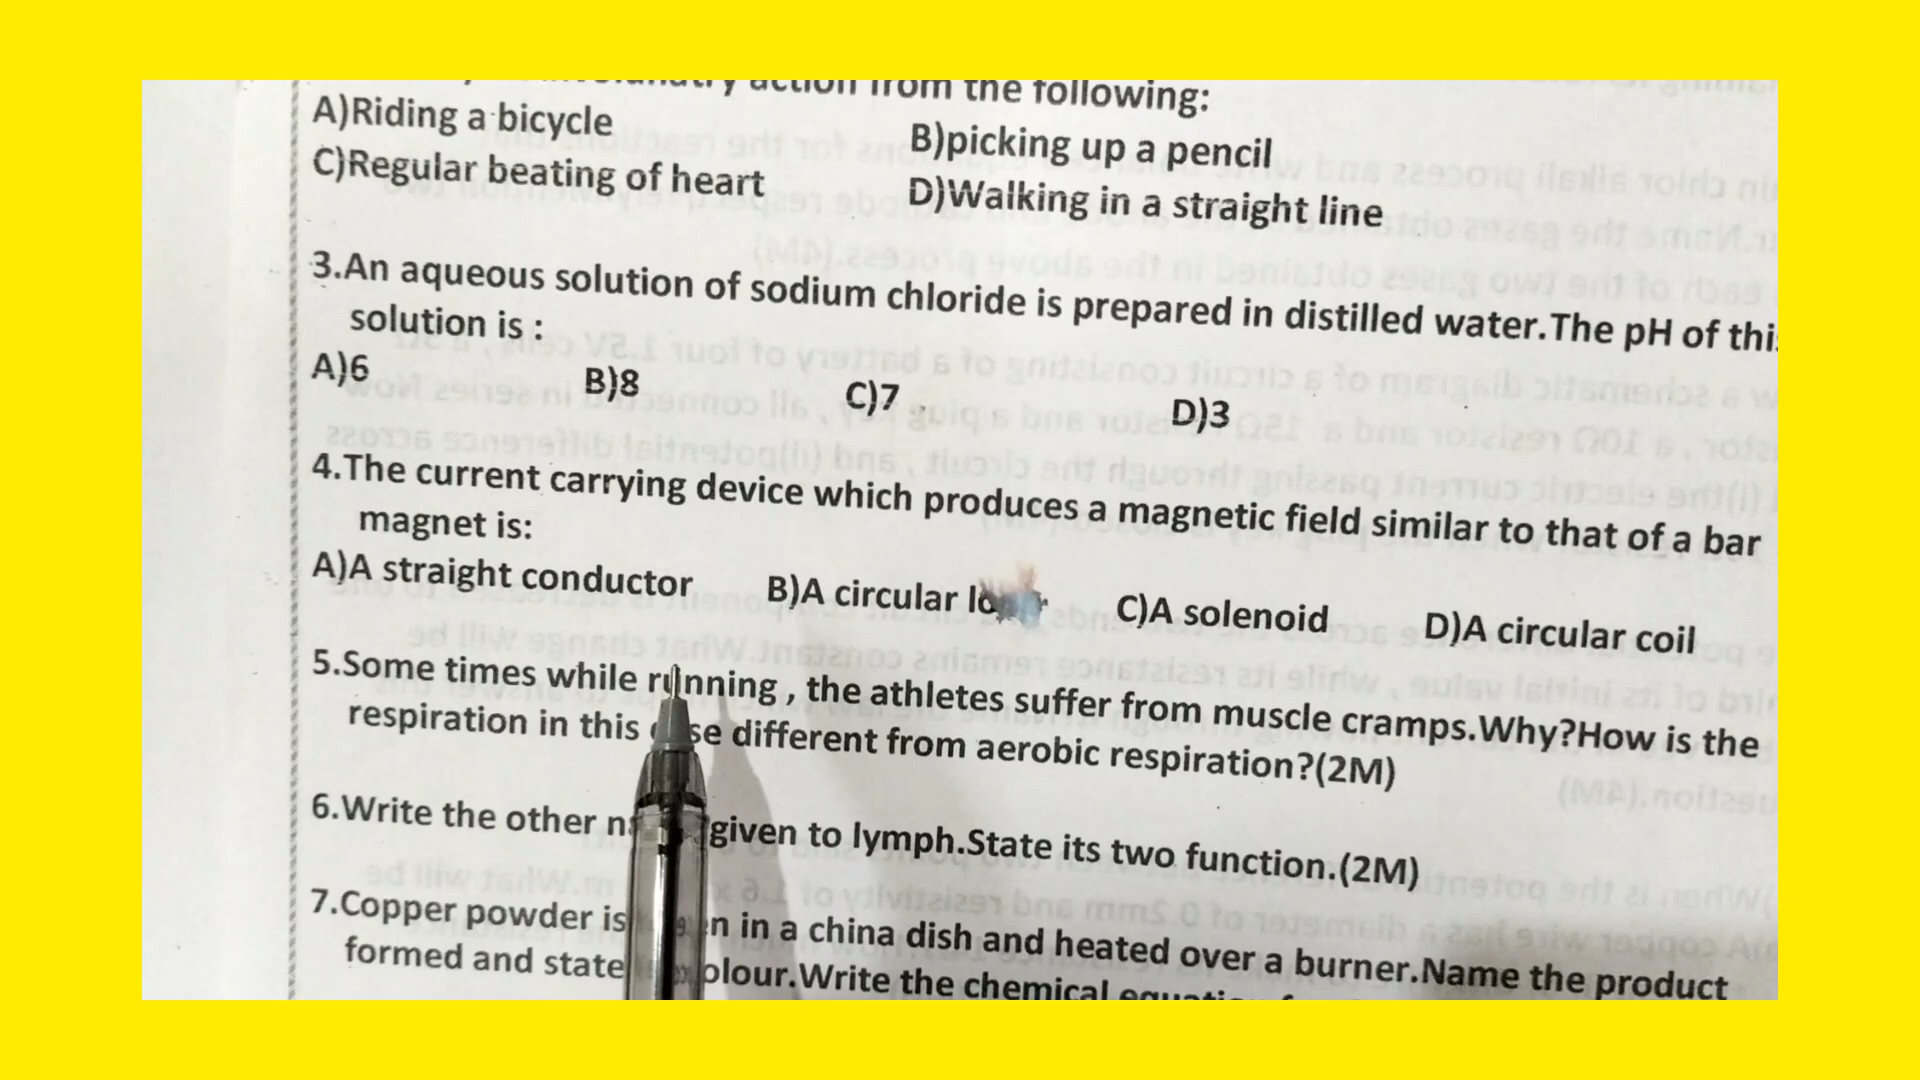 action from the following:
A)Riding a bicycle
B)picking up a pencil
C)Regular beating of heart
D)Walking in a straight line
3.An aqueous solution of sodium chloride is prepared in distilled water.The pH of
solution is :
A)6 B)8 C)7 D)3
4.The current carrying device which produces a magnetic field similar to that of a bar
magnet is:
A)A straight conductor B)A circular C)A solenoid D)A circular coil
5.Some times while running , the athletes suffer from muscle cramps.Why?How is the
respiration in this different from aerobic respiration?(2M)
6.Write the other given to lymph.State its two function.(2M)
7.Copper powder is in a china dish and heated over a burner.Name the product
formed and state .Write the chemical